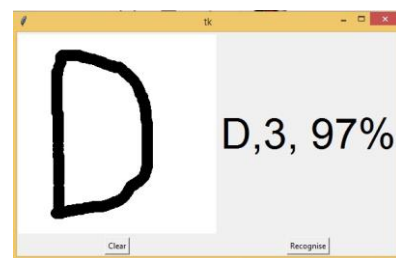 tk
D
D,3, 97%
Clear
Recognise